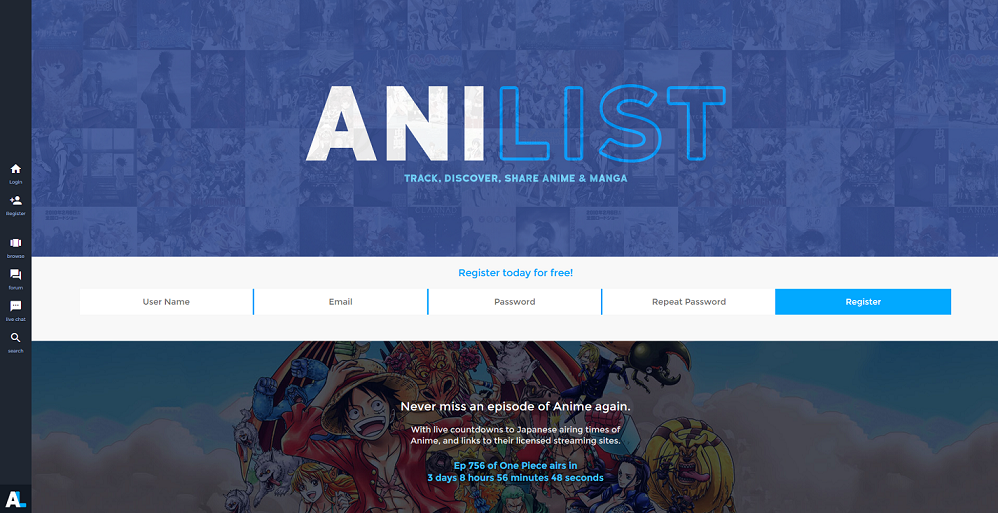 ANILIST
TRACK, DISCOVER, SHARE ANIME & MANGA
Login
Register
browse
forum
live chat
search
AL
Register today for free!
User Name
Email
Password
Repeat Password
Register
Never miss an episode of Anime again.
With live countdowns to Japanese airing times of
Anime, and links to their licensed streaming sites.
Ep 756 of One Piece airs in
3 days 8 hours 56 minutes 48 seconds